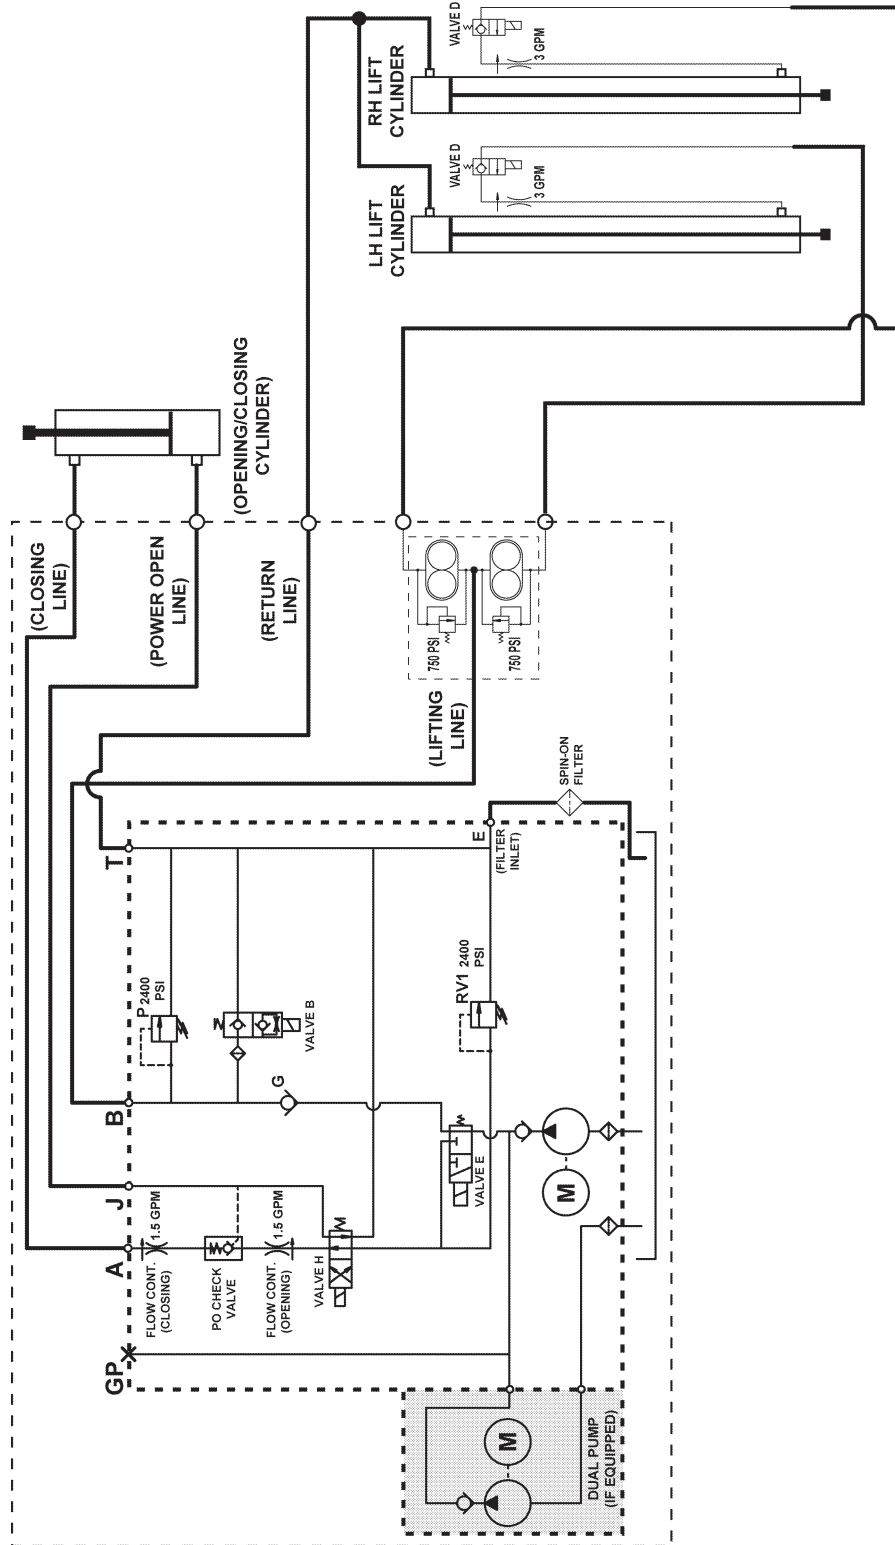 VALVE D
3 GPM
RH LIFT
CYLINDER
VALVE D
3 GPM
LH LIFT
CYLINDER
(OPENING/CLOSING
CYLINDER)
(CLOSING
LINE)
(POWER OPEN
LINE)
(RETURN
LINE)
750 PSI
750 PSI
(LIFTING
LINE)
SPIN-ON
FILTER
T
E
(FILTER
INLET)
P 2400
PSI
RV1 2400
PSI
VALVE B
B
G
J
VALVE E
M
A
1.5 GPM
FLOW CONT.
(CLOSING)
PO CHECK
VALVE
1.5 GPM
FLOW CONT.
(OPENING)
VALVE H
GP
M
DUAL PUMP
(IF EQUIPPED)